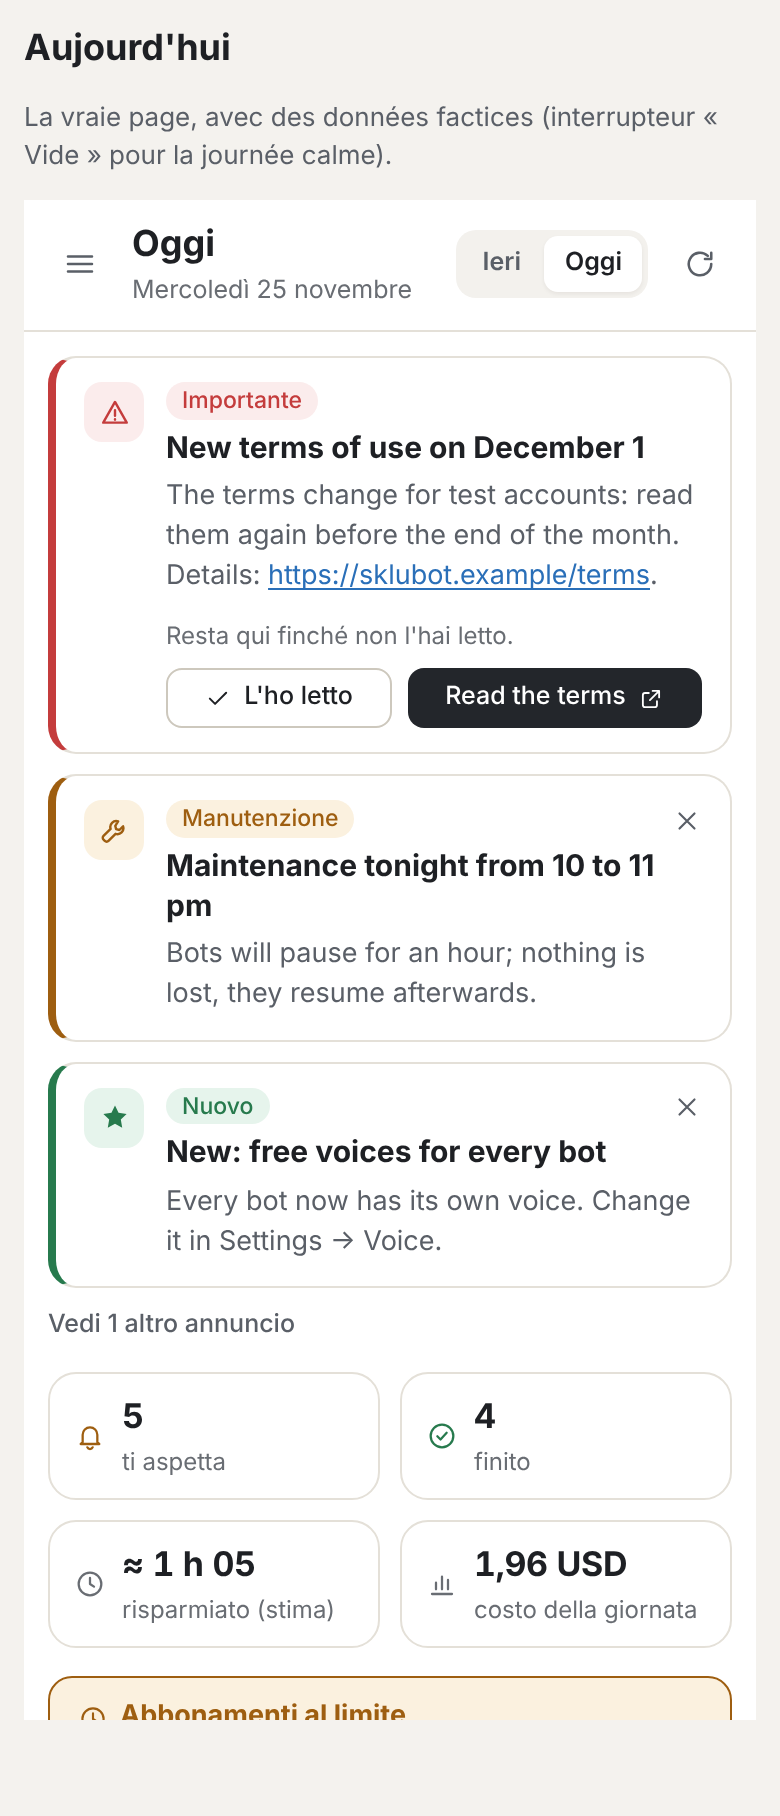 Aujourd'hui
La vraie page, avec des données factices (interrupteur «
Vide » pour la journée calme).
Oggi
Mercoledì 25 novembre
Ieri
Oggi
Importante
New terms of use on December 1
The terms change for test accounts: read
them again before the end of the month.
Details: https://sklubot.example/terms.
Resta qui finché non l'hai letto.
L'ho letto
Read the terms
Manutenzione
Maintenance tonight from 10 to 11
pm
Bots will pause for an hour; nothing is
lost, they resume afterwards.
Nuovo
New: free voices for every bot
Every bot now has its own voice. Change
it in Settings → Voice.
Vedi 1 altro annuncio
5
ti aspetta
4
finito
≈ 1 h 05
risparmiato (stima)
1,96 USD
costo della giornata
Abbonamenti al limite